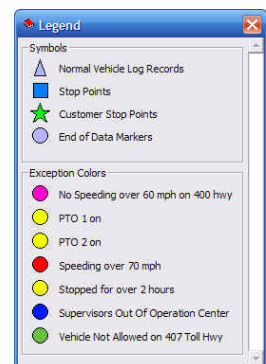 Legend
Symbols
Normal Vehicle Log Records
Stop Points
Customer Stop Points
End of Data Markers
Exception Colors
No Speeding over 60 mph on 400 hwy
PTO 1 on
PTO 2 on
Speeding over 70 mph
Stopped for over 2 hours
Supervisors Out Of Operation Center
Vehicle Not Allowed on 407 Toll Hwy